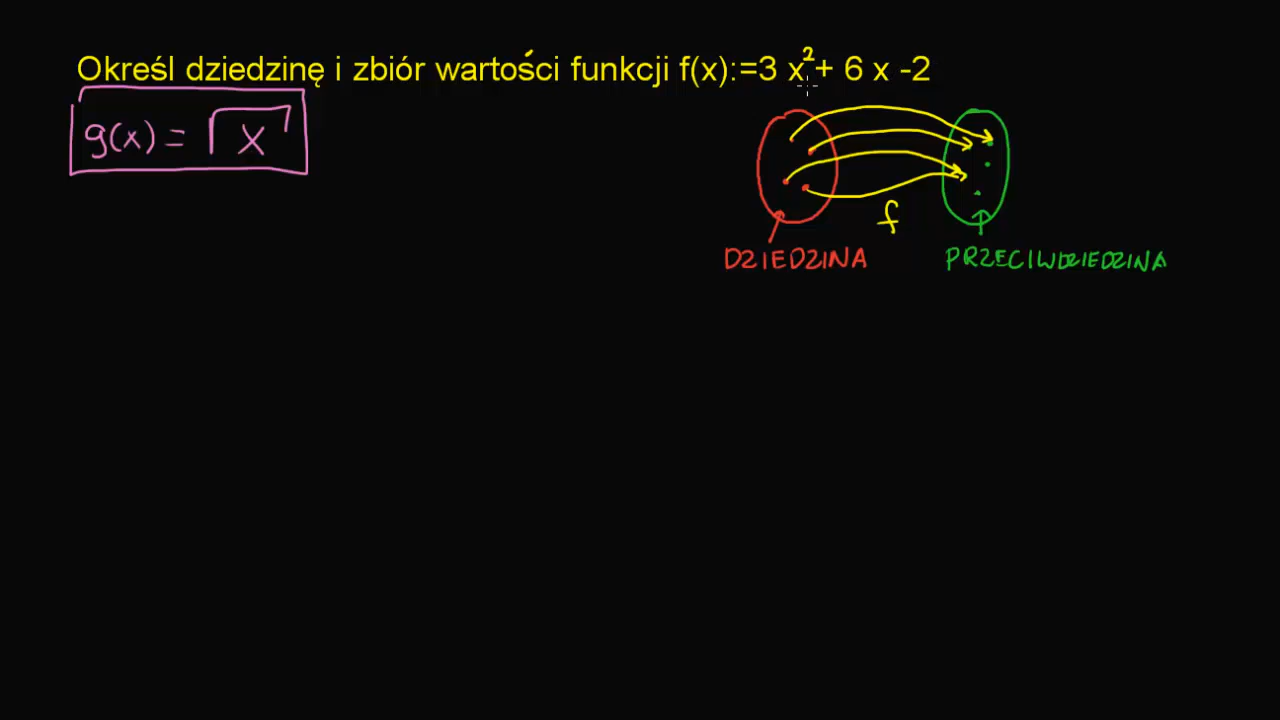 Określ dziedzinę i zbiór wartości funkcji f(x):=3 x²+ 6 x -2
g(x) = √x
f
DZIEDZINA
PRZECIWDZIEDZINA